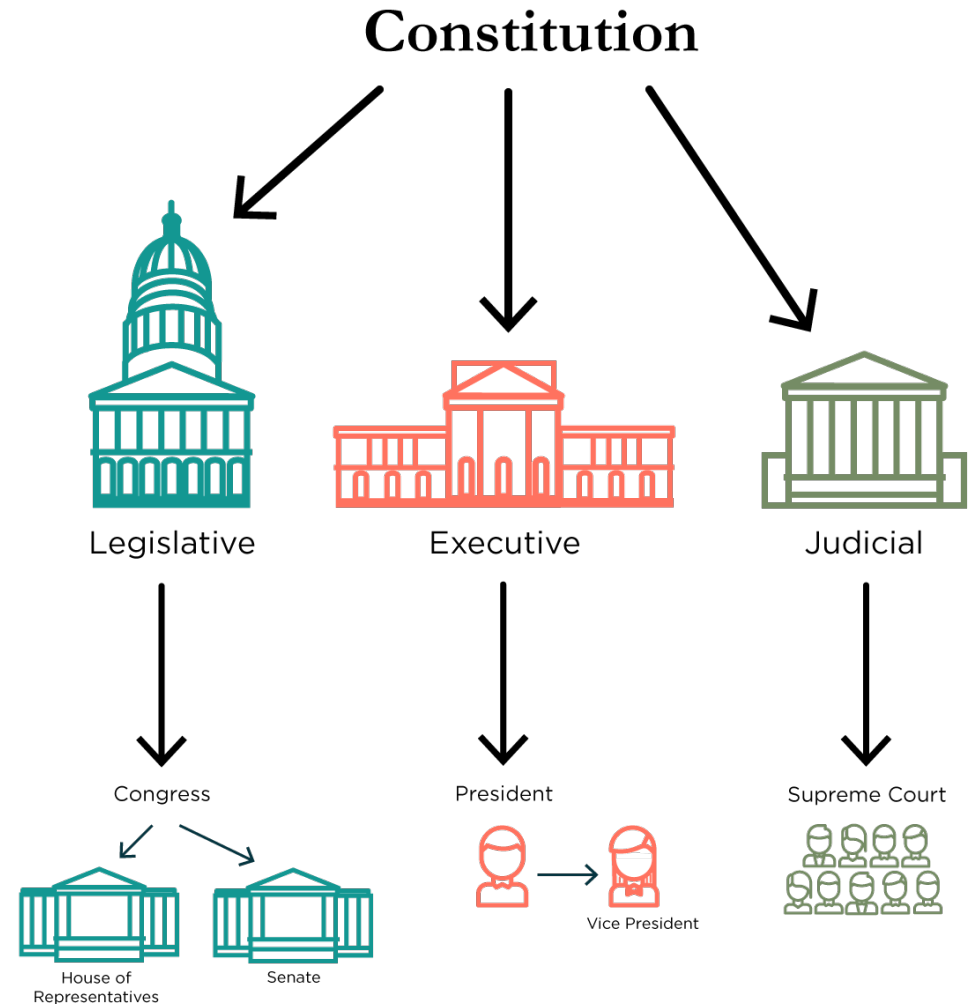 Constitution
Legislative
Executive
Judicial
Congress
President
Supreme Court
Vice President
House of
Representatives
Senate